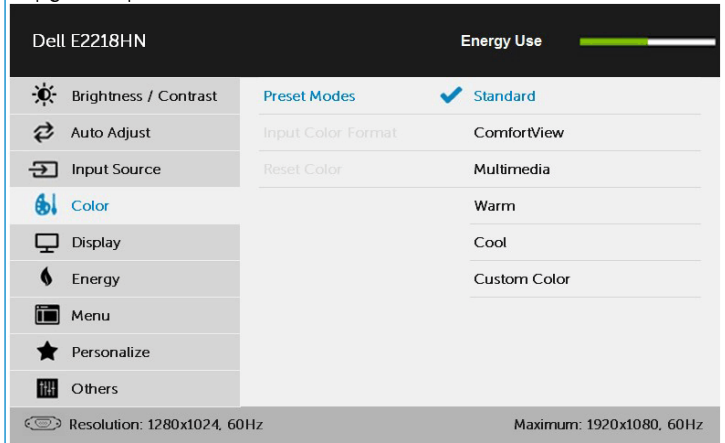 Dell E2218HN
Energy Use
Brightness / Contrast
Auto Adjust
Input Source
Color
Display
Energy
Menu
Personalize
Others
Preset Modes
Input Color Format
Reset Color
Standard
ComfortView
Multimedia
Warm
Cool
Custom Color
Resolution: 1280x1024, 60Hz
Maximum: 1920x1080, 60Hz